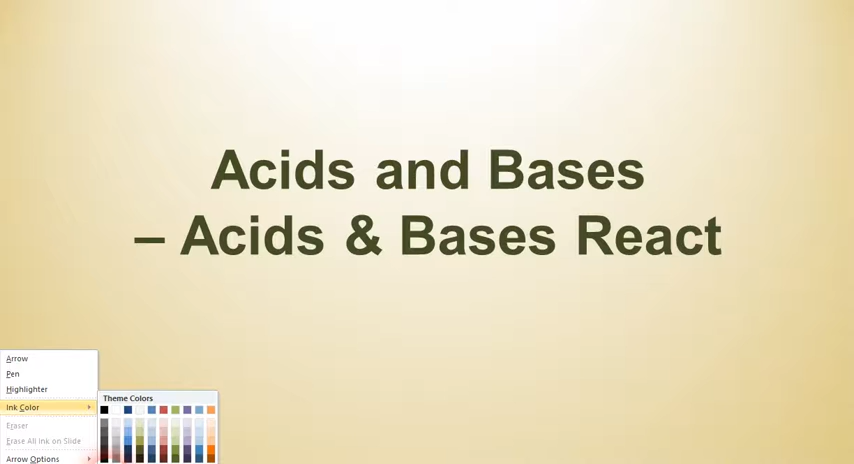 Acids and Bases
– Acids & Bases React
Arrow
Pen
Highlighter
Ink Color
Theme Colors
Eraser
Erase All Ink on Slide
Arrow Options